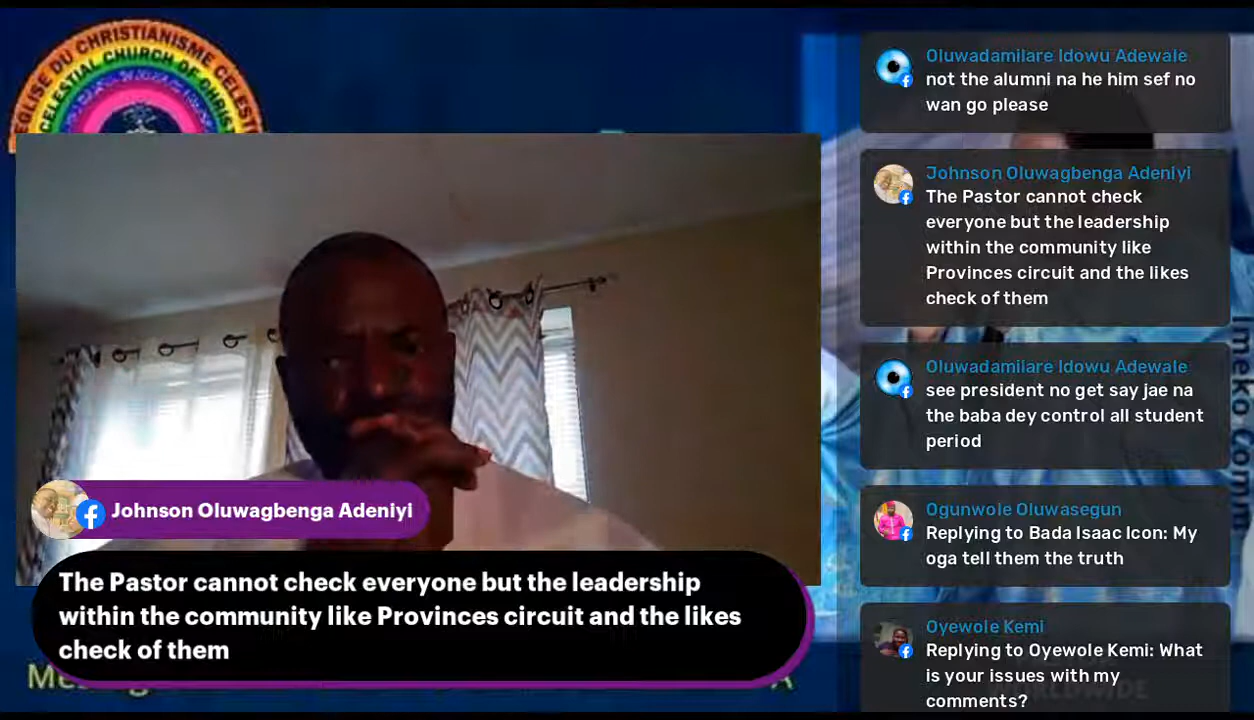 EGLISE DU CHRISTIANISME CELEST
CELESTIAL CHURCH OF CHRIST
Johnson Oluwagbenga Adeniyi
The Pastor cannot check everyone but the leadership
within the community like Provinces circuit and the likes
check of them
Oluwadamilare Idowu Adewale
not the alumni na he him sef no
wan go please
Johnson Oluwagbenga Adeniyi
The Pastor cannot check
everyone but the leadership
within the community like
Provinces circuit and the likes
check of them
Oluwadamilare Idowu Adewale
see president no get say jae na
the baba dey control all student
period
Ogunwole Oluwasegun
Replying to Bada Isaac Icon: My
oga tell them the truth
Oyewole Kemi
Replying to Oyewole Kemi: What
is your issues with my
comments?
Imeko Comm
WORLDWIDE